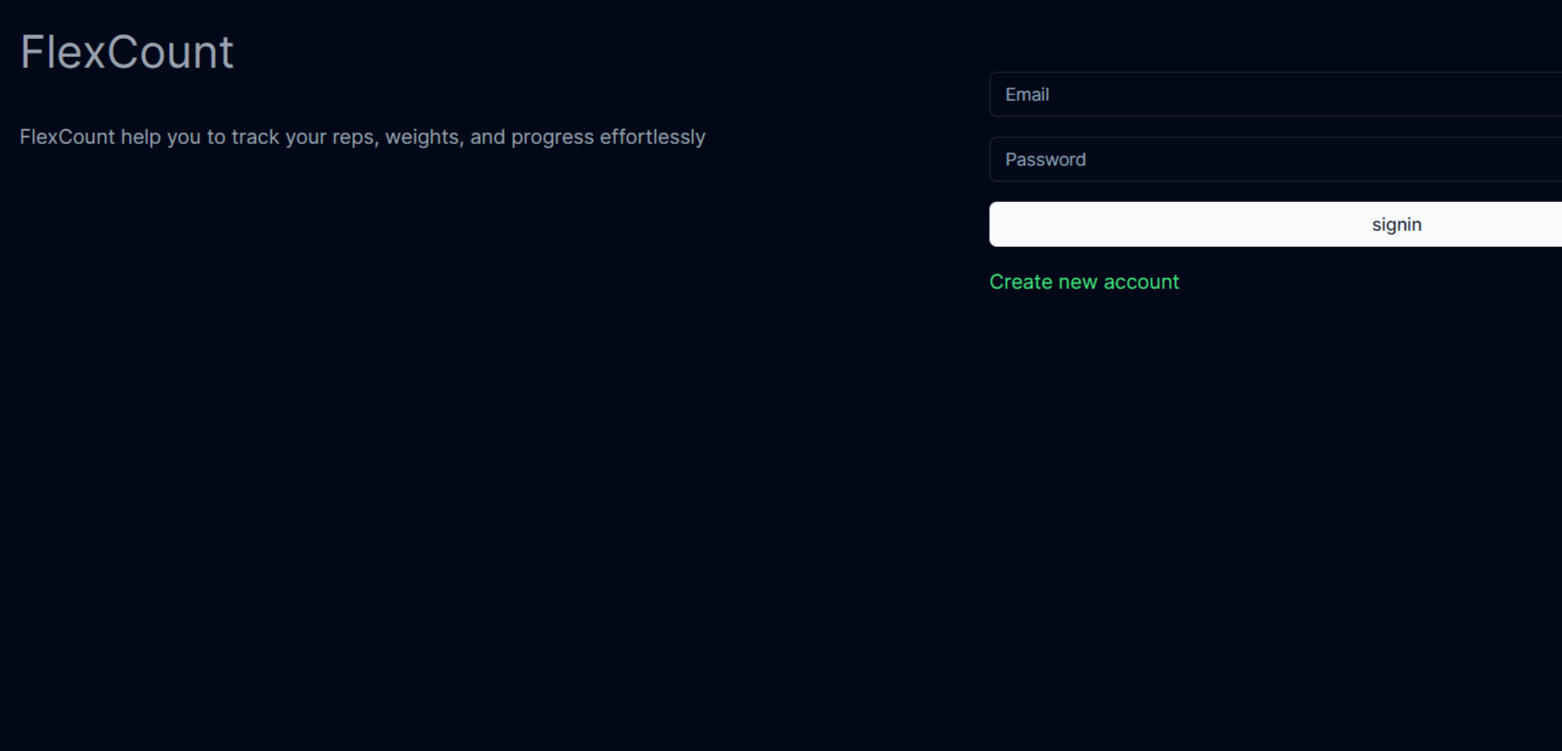 FlexCount
FlexCount help you to track your reps, weights, and progress effortlessly
Email
Password
signin
Create new account